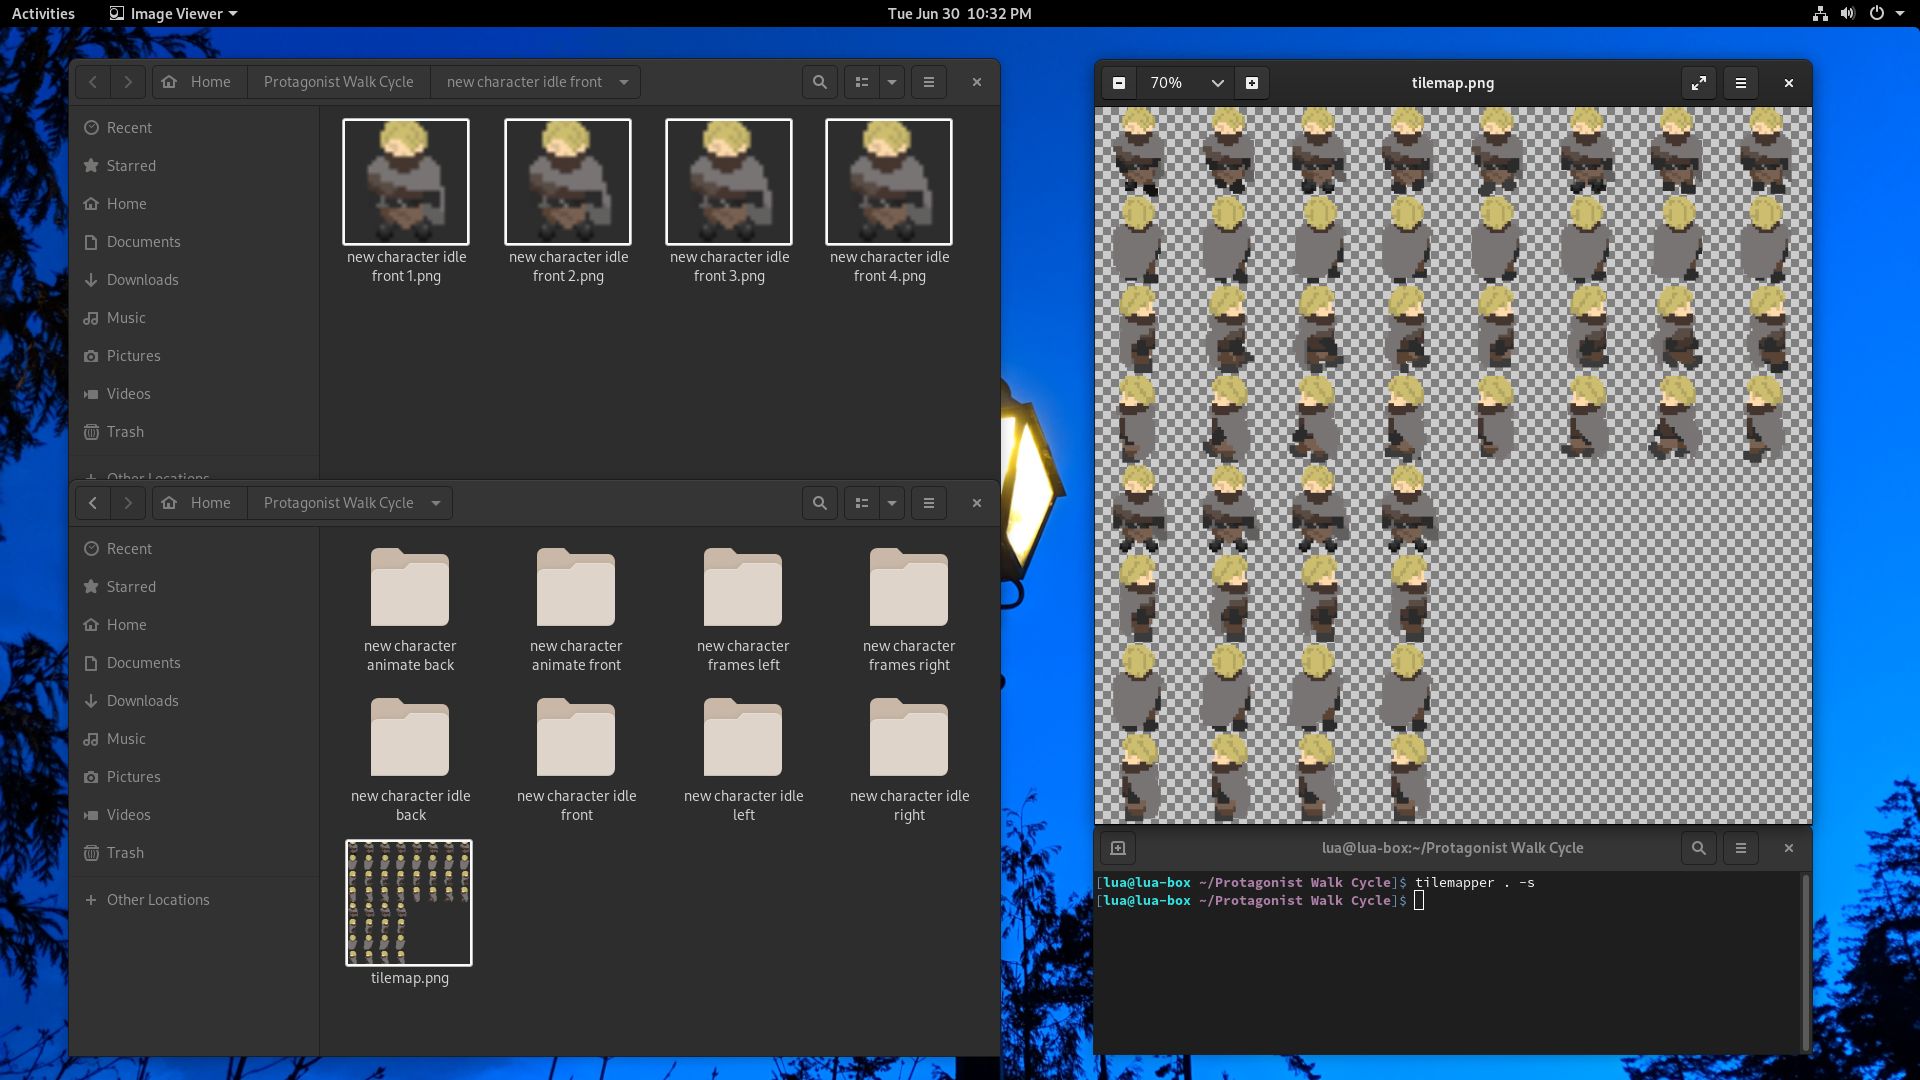 Activities
Image Viewer
Tue Jun 30 10:32 PM
Home
Protagonist Walk Cycle
new character idle front
Recent
Starred
Home
Documents
Downloads
Music
Pictures
Videos
Trash
Other Locations
new character idle
front 1.png
new character idle
front 2.png
new character idle
front 3.png
new character idle
front 4.png
Home
Protagonist Walk Cycle
Recent
Starred
Home
Documents
Downloads
Music
Pictures
Videos
Trash
Other Locations
new character
animate back
new character
animate front
new character
frames left
new character
frames right
new character idle
back
new character idle
front
new character idle
left
new character idle
right
tilemap.png
70%
tilemap.png
lua@lua-box:~/Protagonist Walk Cycle
[lua@lua-box ~/Protagonist Walk Cycle]$ tilemapper . -s
[lua@lua-box ~/Protagonist Walk Cycle]$